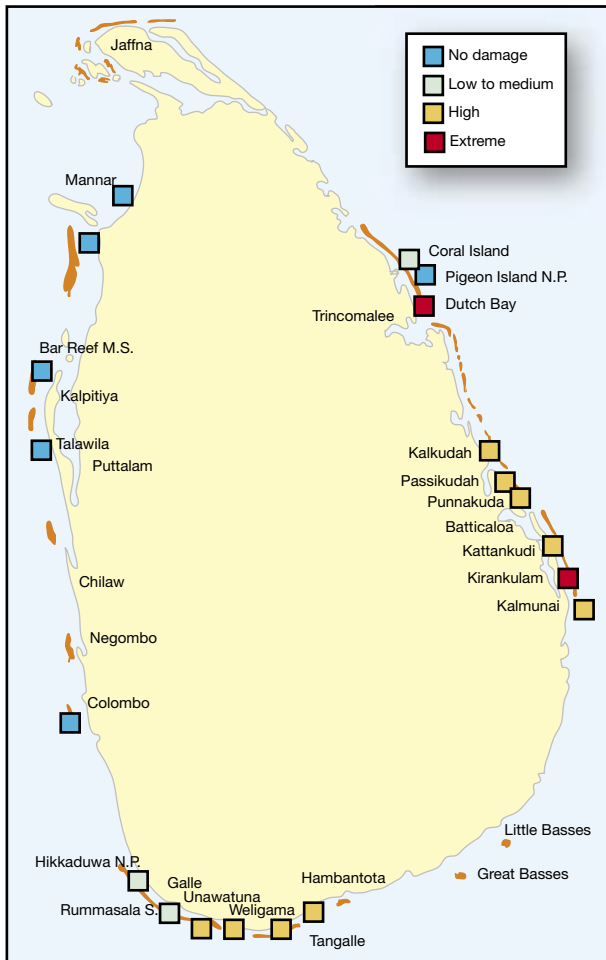 Jaffna
No damage
Low to medium
High
Extreme
Mannar
Coral Island
Pigeon Island N.P.
Dutch Bay
Trincomalee
Bar Reef M.S.
Kalpitiya
Talawila
Puttalam
Kalkudah
Passikudah
Punnakuda
Batticaloa
Kattankudi
Kirankulam
Kalmunai
Chilaw
Negombo
Colombo
Little Basses
Great Basses
Hikkaduwa N.P.
Galle
Hambantota
Unawatuna
Rummasala S.
Weligama
Tangalle